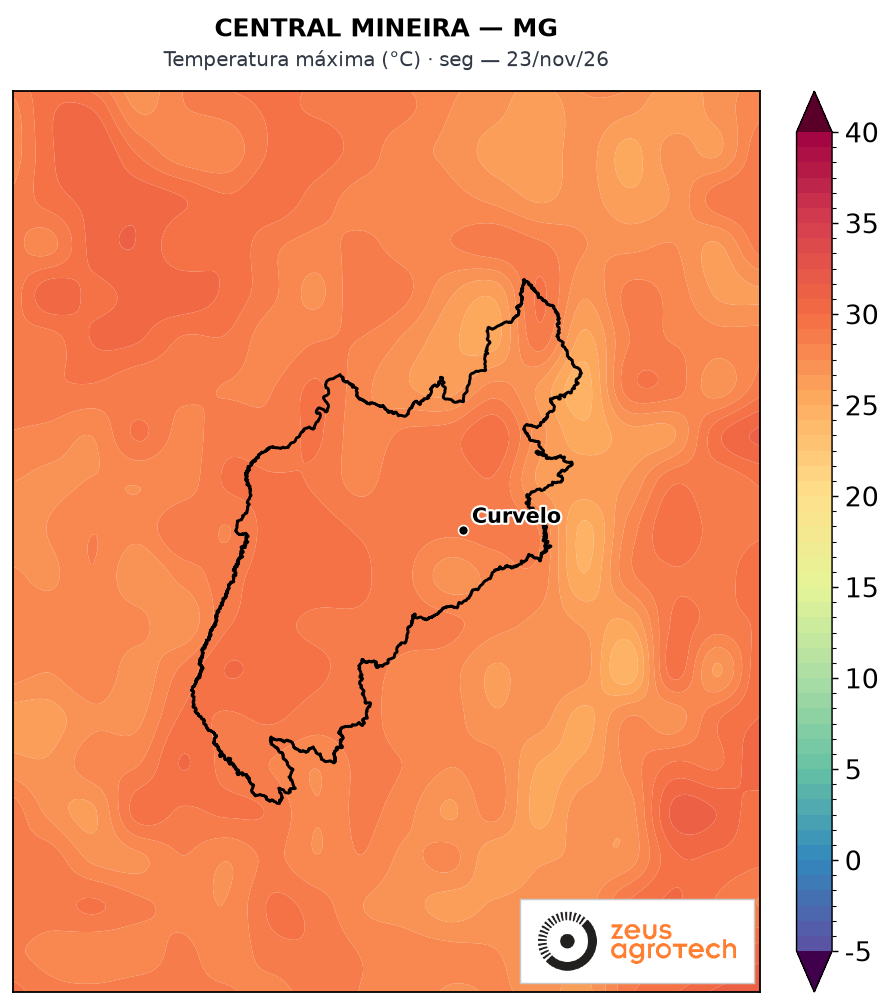 CENTRAL MINEIRA — MG
Temperatura máxima (°C) · seg — 23/nov/26
40
35
30
25
20
15
10
5
0
-5
Curvelo
zeus
agrotech